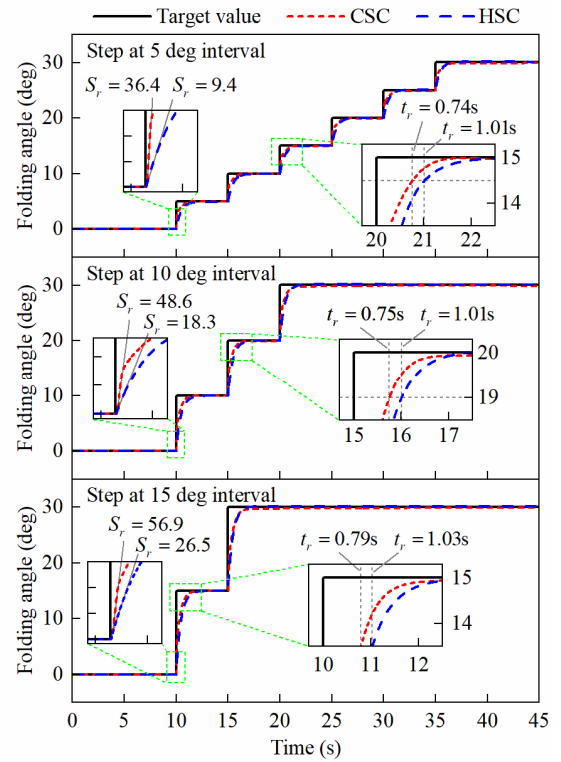 Target value CSC HSC
Step at 5 deg interval
S_r = 36.4 S_r = 9.4
t_r = 0.74s
t_r = 1.01s
15
14
20 21 22
30
20
10
0
Folding angle (deg)
Step at 10 deg interval
S_r = 48.6
S_r = 18.3
t_r = 0.75s t_r = 1.01s
20
19
15 16 17
30
20
10
0
Folding angle (deg)
Step at 15 deg interval
S_r = 56.9
S_r = 26.5
t_r = 0.79s t_r = 1.03s
15
14
10 11 12
30
20
10
0
Folding angle (deg)
0 5 10 15 20 25 30 35 40 45
Time (s)